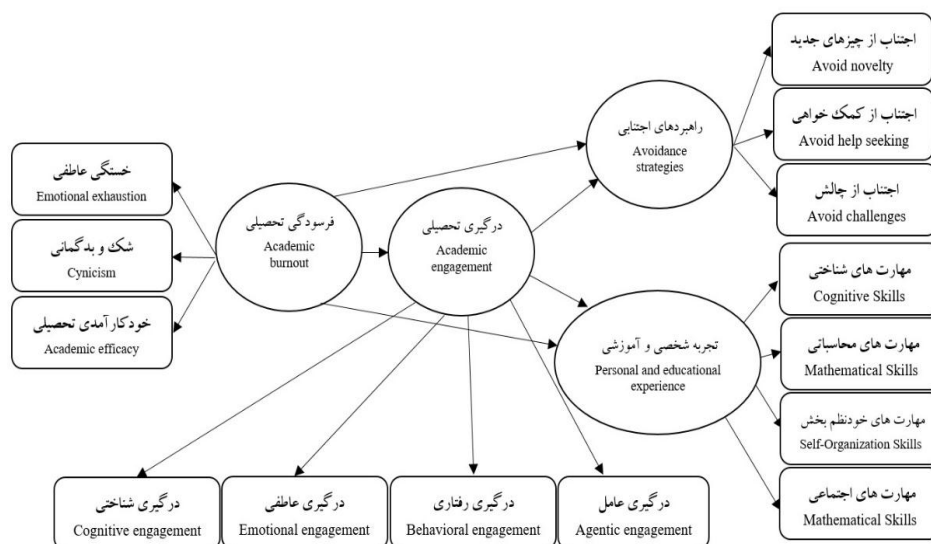 اجتناب از چیزهای جدید
Avoid novelty
اجتناب از کمک خواهی
Avoid help seeking
اجتناب از چالش
Avoid challenges
راهبردهای اجتنابی
Avoidance
strategies
خستگی عاطفی
Emotional exhaustion
شک و بدگمانی
Cynicism
خودکارآمدی تحصیلی
Academic efficacy
فرسودگی تحصیلی
Academic
burnout
درگیری تحصیلی
Academic
engagement
تجربه شخصی و آموزشی
Personal and educational
experience
مهارت های شناختی
Cognitive Skills
مهارت های محاسباتی
Mathematical Skills
مهارت های خودنظم بخش
Self-Organization Skills
مهارت های اجتماعی
Mathematical Skills
درگیری شناختی
Cognitive engagement
درگیری عاطفی
Emotional engagement
درگیری رفتاری
Behavioral engagement
درگیری عامل
Agentic engagement